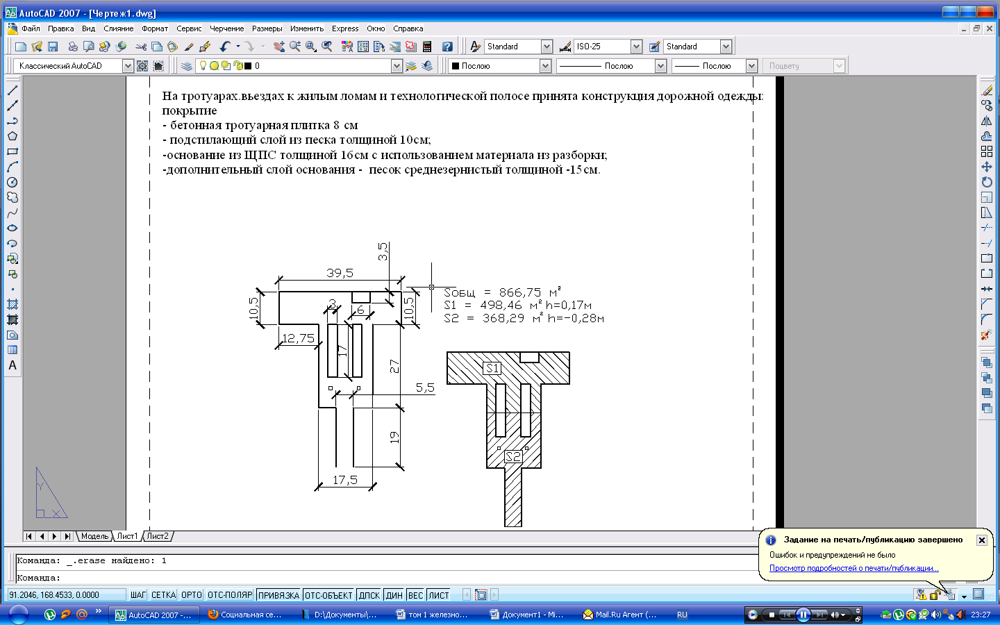 AutoCAD 2007 - [Чертеж1.dwg]
Файл Правка Вид Слияние Формат Сервис Черчение Размеры Изменить Express Окно Справка
Standard ISO-25 Standard
Классический AutoCAD 0 Послою Послою Послою Поцвету
На тротуарах.вьездах к жилым ломам и технологической полосе принята конструкция дорожной одежды:
покрыпие
- бетонная тротуарная плитка 8 см
- подстилающий слой из песка толщиной 10см;
-основание из ЩПС толщиной 16см с использованием материала из разборки;
-дополнительный слой основания - песок среднезернистый толщиной -15см.
3,5
39,5
10,5
3
6
10,5
12,75
17
27
5,5
19
17,5
Sобщ = 866,75 м²
S1 = 498,46 м² h=0,17м
S2 = 368,29 м² h=-0,28м
S1
S2
Y
X
Модель Лист1 Лист2
Команда: _.erase найдено: 1
Команда:
Задание на печать/публикацию завершено
Ошибок и предупреждений не было
Просмотр подробностей о печати/публикации...
91.2046, 168.4533, 0.0000 ШАГ СЕТКА ОРТО ОТС-ПОЛЯР ПРИВЯЗКА ОТС-ОБЪЕКТ ДПСК ДИН ВЕС ЛИСТ
» AutoCAD 2007 -... Социальная се... D:\Документы\... том 1 железно... Документ1 - Mi... Mail.Ru Агент (... RU 23:27